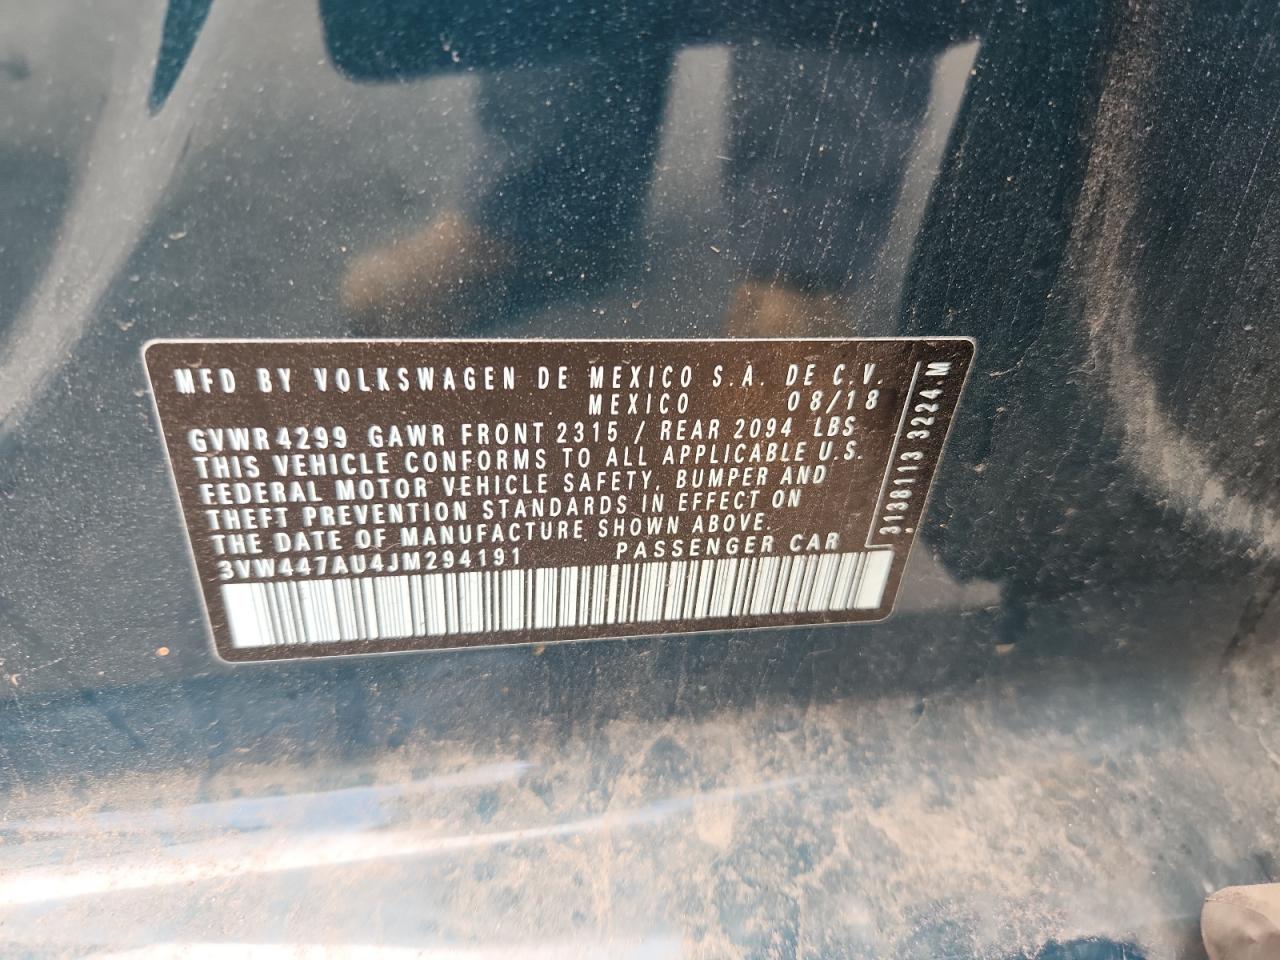 MFD BY VOLKSWAGEN DE MEXICO S.A. DE C.V.
MEXICO 08/18
GVWR 4299 GAWR FRONT 2315 / REAR 2094 LBS
THIS VEHICLE CONFORMS TO ALL APPLICABLE U.S.
FEDERAL MOTOR VEHICLE SAFETY, BUMPER AND
THEFT PREVENTION STANDARDS IN EFFECT ON
THE DATE OF MANUFACTURE SHOWN ABOVE.
3VW447AU4JM294191 PASSENGER CAR
3138113 3224.M